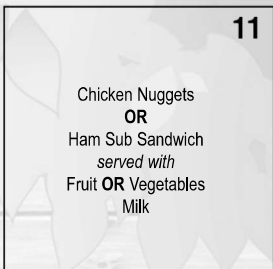 11
Chicken Nuggets
OR
Ham Sub Sandwich
served with
Fruit OR Vegetables
Milk